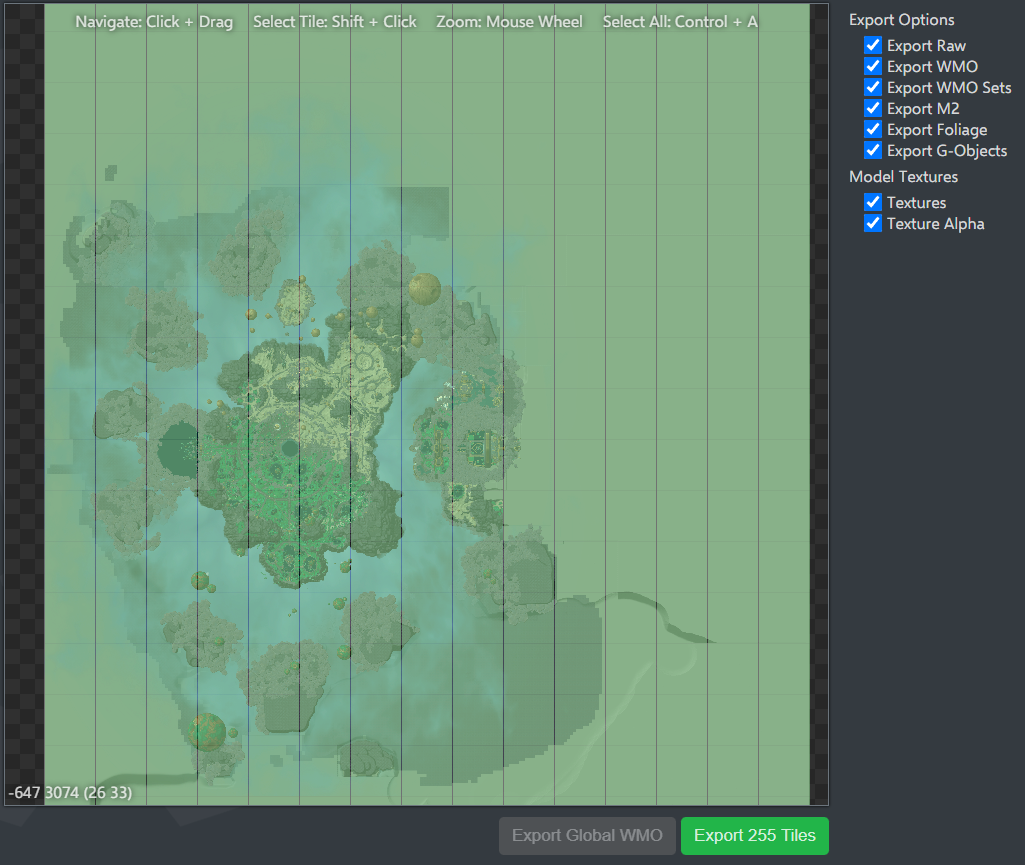 Navigate: Click + Drag Select Tile: Shift + Click Zoom: Mouse Wheel Select All: Control + A
Export Options
Export Raw
Export WMO
Export WMO Sets
Export M2
Export Foliage
Export G-Objects
Model Textures
Textures
Texture Alpha
-647 3074 (26 33)
Export Global WMO
Export 255 Tiles